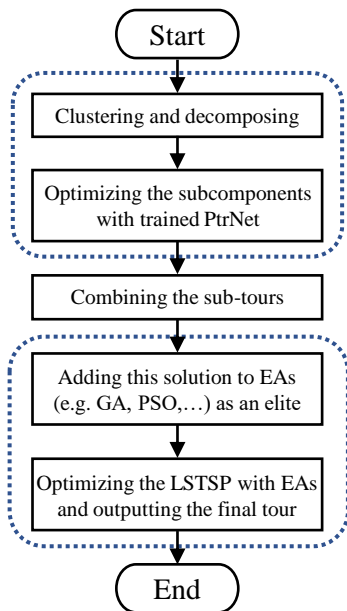 Start
Clustering and decomposing
Optimizing the subcomponents
with trained PtrNet
Combining the sub-tours
Adding this solution to EAs
(e.g. GA, PSO,…) as an elite
Optimizing the LSTSP with EAs
and outputting the final tour
End